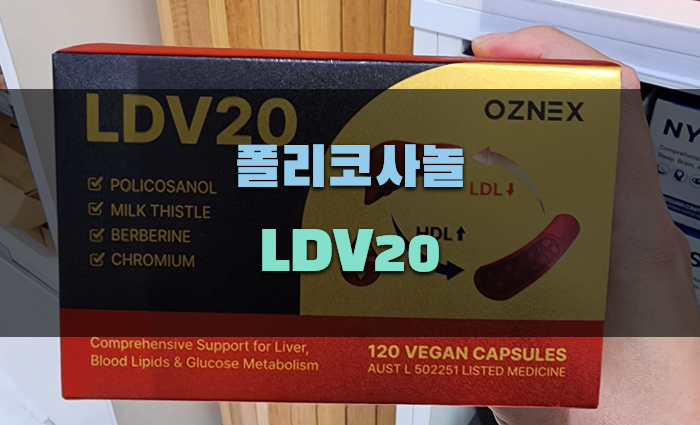 LDV20
OZNEX
폴리코사놀
LDV20
POLICOSANOL
MILK THISTLE
BERBERINE
CHROMIUM
LDL↓
HDL↑
Comprehensive Support for Liver,
Blood Lipids & Glucose Metabolism
120 VEGAN CAPSULES
AUST L 502251 LISTED MEDICINE
NY